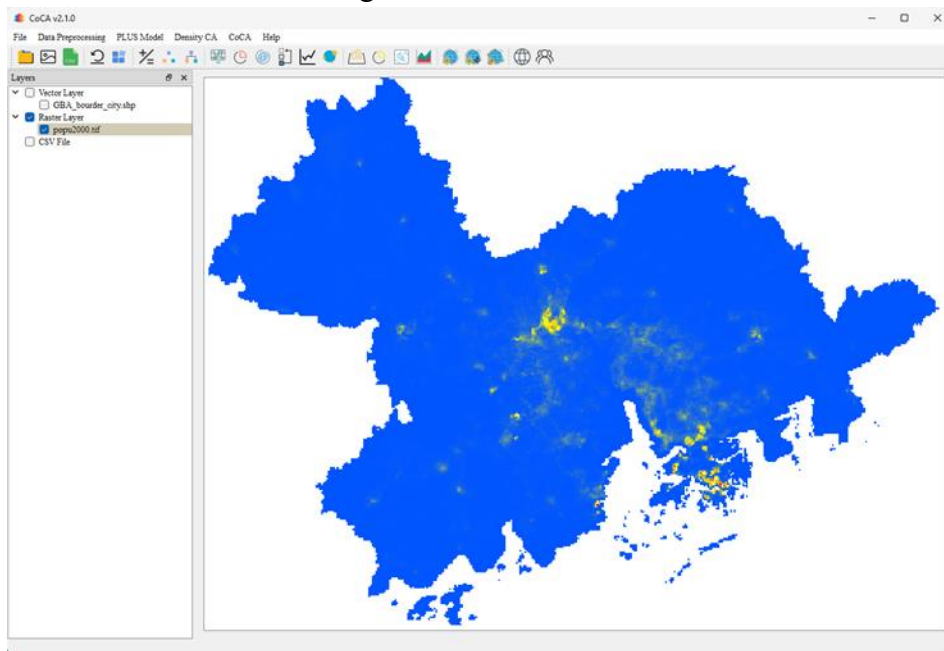 CoCA v2.1.0
File Data Preprocessing PLUS Model Density CA CoCA Help
Layers
Vector Layer
GBA_bourder_city.shp
Raster Layer
popu2000.tif
CSV File